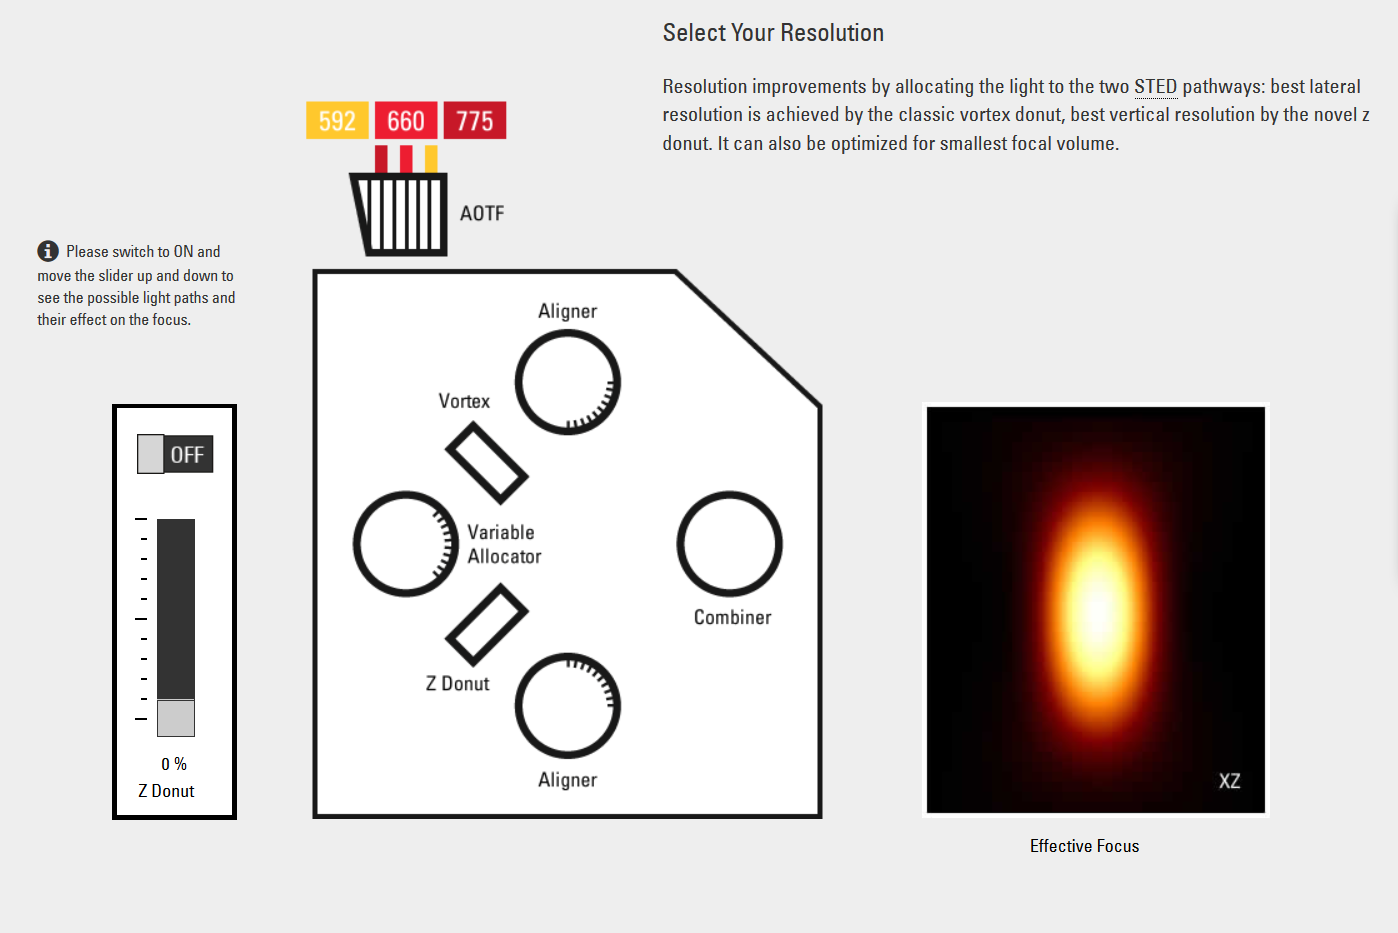 Select Your Resolution
Resolution improvements by allocating the light to the two STED pathways: best lateral
resolution is achieved by the classic vortex donut, best vertical resolution by the novel z
donut. It can also be optimized for smallest focal volume.
592 660 775
AOTF
Please switch to ON and
move the slider up and down to
see the possible light paths and
their effect on the focus.
Aligner
Vortex
OFF
Variable
Allocator
Combiner
Z Donut
Aligner
0 %
Z Donut
XZ
Effective Focus